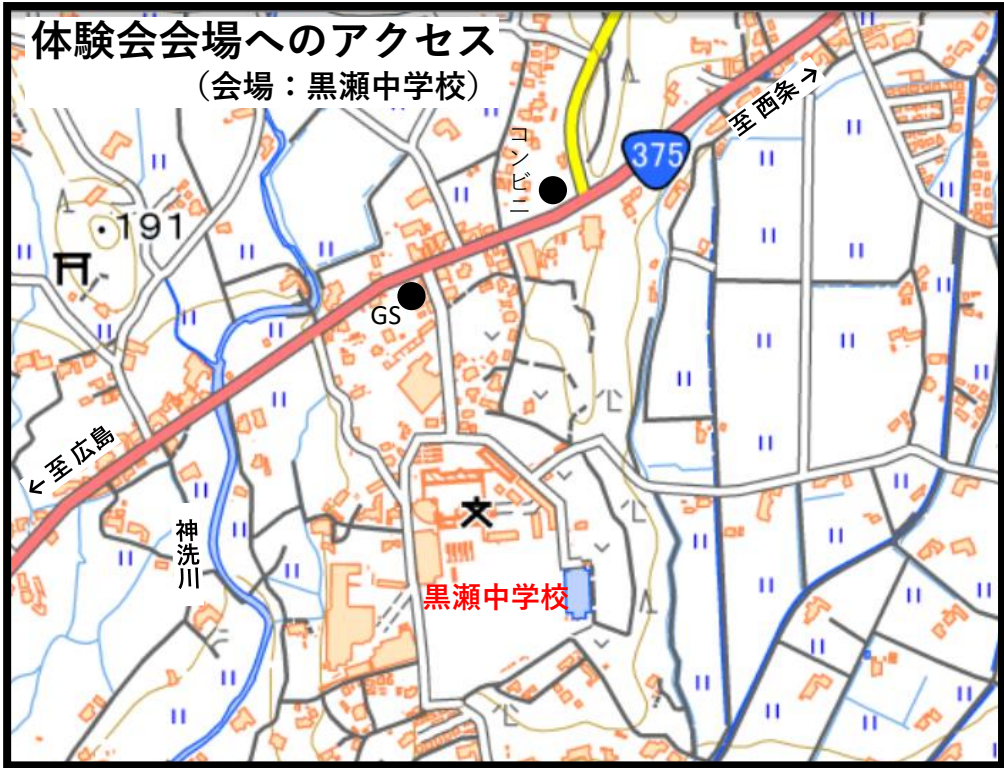 体験会会場へのアクセス
（会場：黒瀬中学校）
至 西条→
375
コンビニ
191
GS
←至 広島
神洗川
文
黒瀬中学校